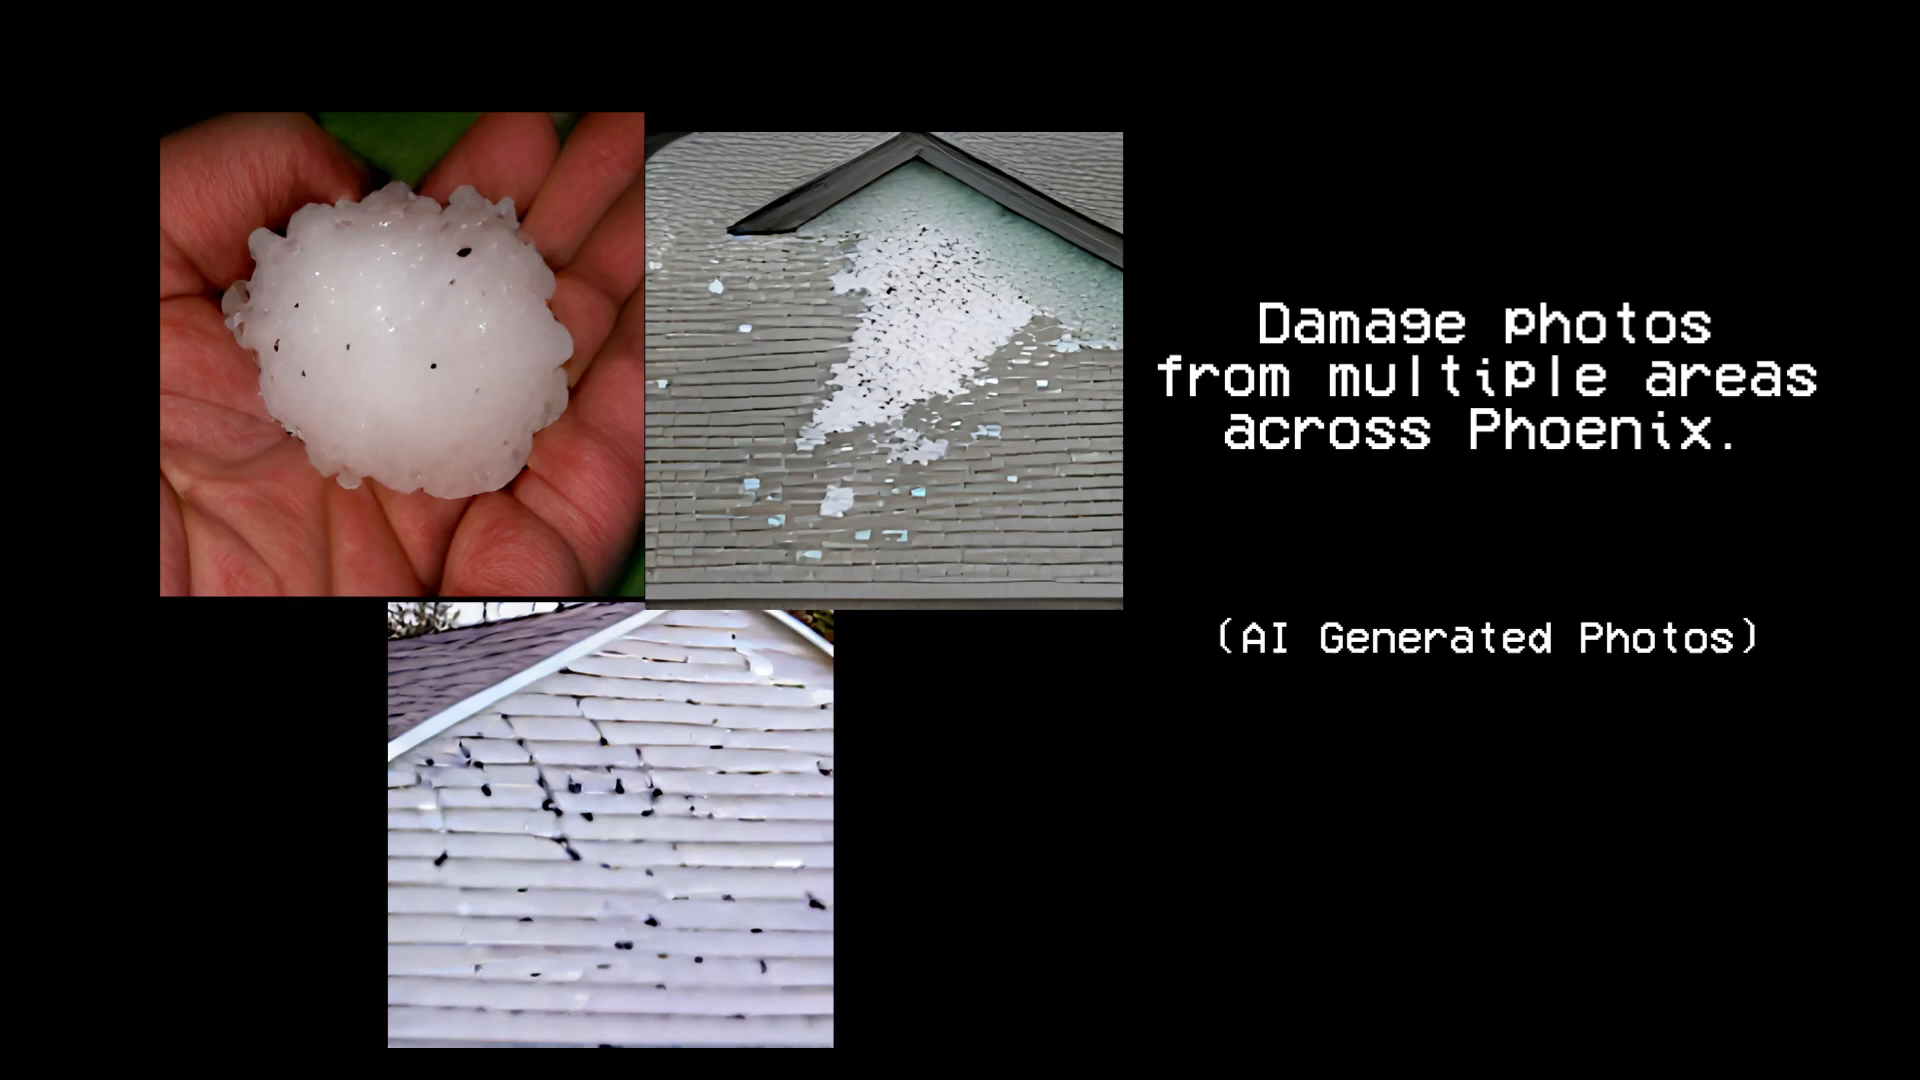 Damage photos
from multiple areas
across Phoenix.
(AI Generated Photos)